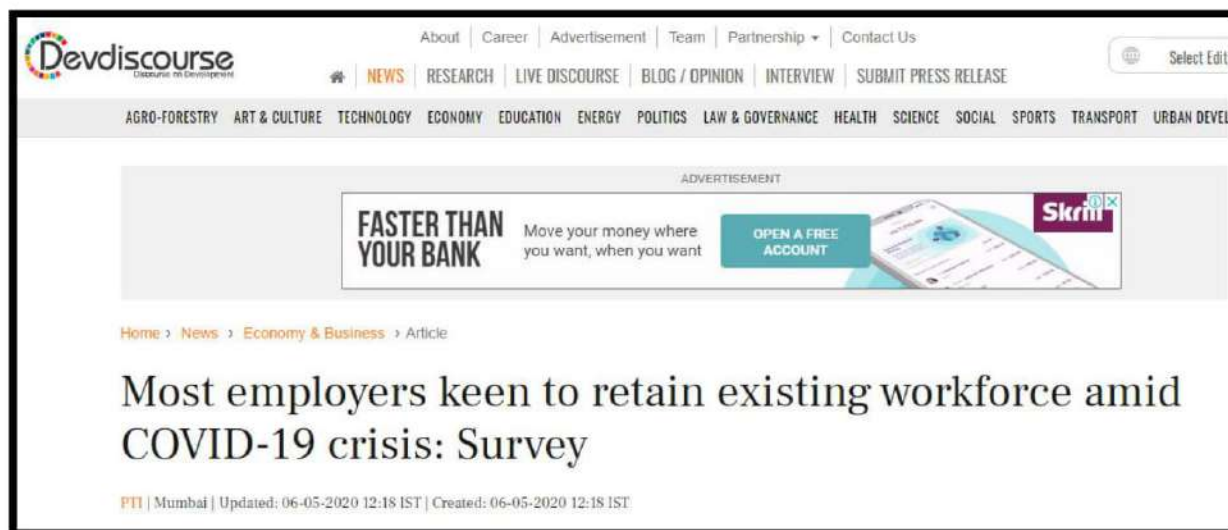 Devdiscourse
Discourse on Development
About | Career | Advertisement | Team | Partnership | Contact Us
NEWS | RESEARCH | LIVE DISCOURSE | BLOG / OPINION | INTERVIEW | SUBMIT PRESS RELEASE
Select Edit
AGRO-FORESTRY ART & CULTURE TECHNOLOGY ECONOMY EDUCATION ENERGY POLITICS LAW & GOVERNANCE HEALTH SCIENCE SOCIAL SPORTS TRANSPORT URBAN DEVEL
ADVERTISEMENT
FASTER THAN
YOUR BANK
Move your money where
you want, when you want
OPEN A FREE
ACCOUNT
Skrill
Home › News › Economy & Business › Article
Most employers keen to retain existing workforce amid
COVID-19 crisis: Survey
PTI | Mumbai | Updated: 06-05-2020 12:18 IST | Created: 06-05-2020 12:18 IST